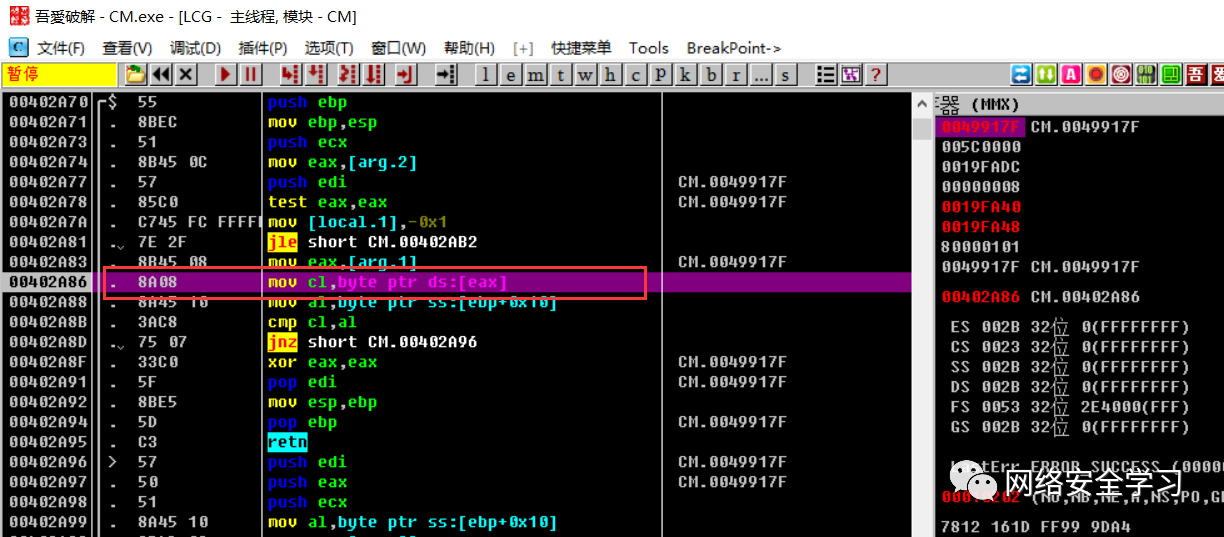 吾愛破解 - CM.exe - [LCG - 主线程, 模块 - CM]
C 文件(F) 查看(V) 调试(D) 插件(P) 选项(T) 窗口(W) 帮助(H) [+] 快捷菜单 Tools BreakPoint->
暂停 l e m t w h c P k b r ... s ? A 吾
00402A70 $ 55 push ebp
00402A71 . 8BEC mov ebp,esp
00402A73 . 51 push ecx
00402A74 . 8B45 0C mov eax,[arg.2]
00402A77 . 57 push edi CM.0049917F
00402A78 . 85C0 test eax,eax CM.0049917F
00402A7A . C745 FC FFFF mov [local.1],-0x1
00402A81 . 7E 2F jle short CM.00402AB2
00402A83 . 8B45 08 mov eax,[arg.1] CM.0049917F
00402A86 . 8A08 mov cl,byte ptr ds:[eax]
00402A88 . 8A45 10 mov al,byte ptr ss:[ebp+0x10]
00402A8B . 3AC8 cmp cl,al
00402A8D . 75 07 jnz short CM.00402A96
00402A8F . 33C0 xor eax,eax CM.0049917F
00402A91 . 5F pop edi CM.0049917F
00402A92 . 8BE5 mov esp,ebp
00402A94 . 5D pop ebp CM.0049917F
00402A95 . C3 retn
00402A96 > 57 push edi CM.0049917F
00402A97 . 50 push eax CM.0049917F
00402A98 . 51 push ecx
00402A99 . 8A45 10 mov al,byte ptr ss:[ebp+0x10]
器 (MMX)
0049917F CM.0049917F
005C0000
0019FADC
00000008
0019FA40
0019FA48
80000101
0049917F CM.0049917F
00402A86 CM.00402A86
ES 002B 32位 0(FFFFFFFF)
CS 0023 32位 0(FFFFFFFF)
SS 002B 32位 0(FFFFFFFF)
DS 002B 32位 0(FFFFFFFF)
FS 0053 32位 2E4000(FFF)
GS 002B 32位 0(FFFFFFFF)
LastErr ERROR_SUCCESS (0000
(NO,NB,NE,A,NS,PO,GE
7812 161D FF99 9DA4
网络安全学习